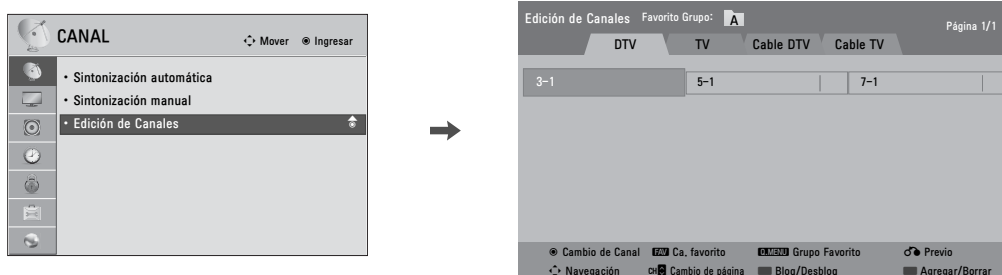 CANAL
Mover Ingresar
• Sintonización automática
• Sintonización manual
• Edición de Canales
Edición de Canales Favorito Grupo: A Página 1/1
DTV TV Cable DTV Cable TV
3-1 5-1 7-1
Cambio de Canal FAV Ca. favorito Q.MENU Grupo Favorito Previo
Navegación CH Cambio de página Bloq/Desbloq Agregar/Borrar